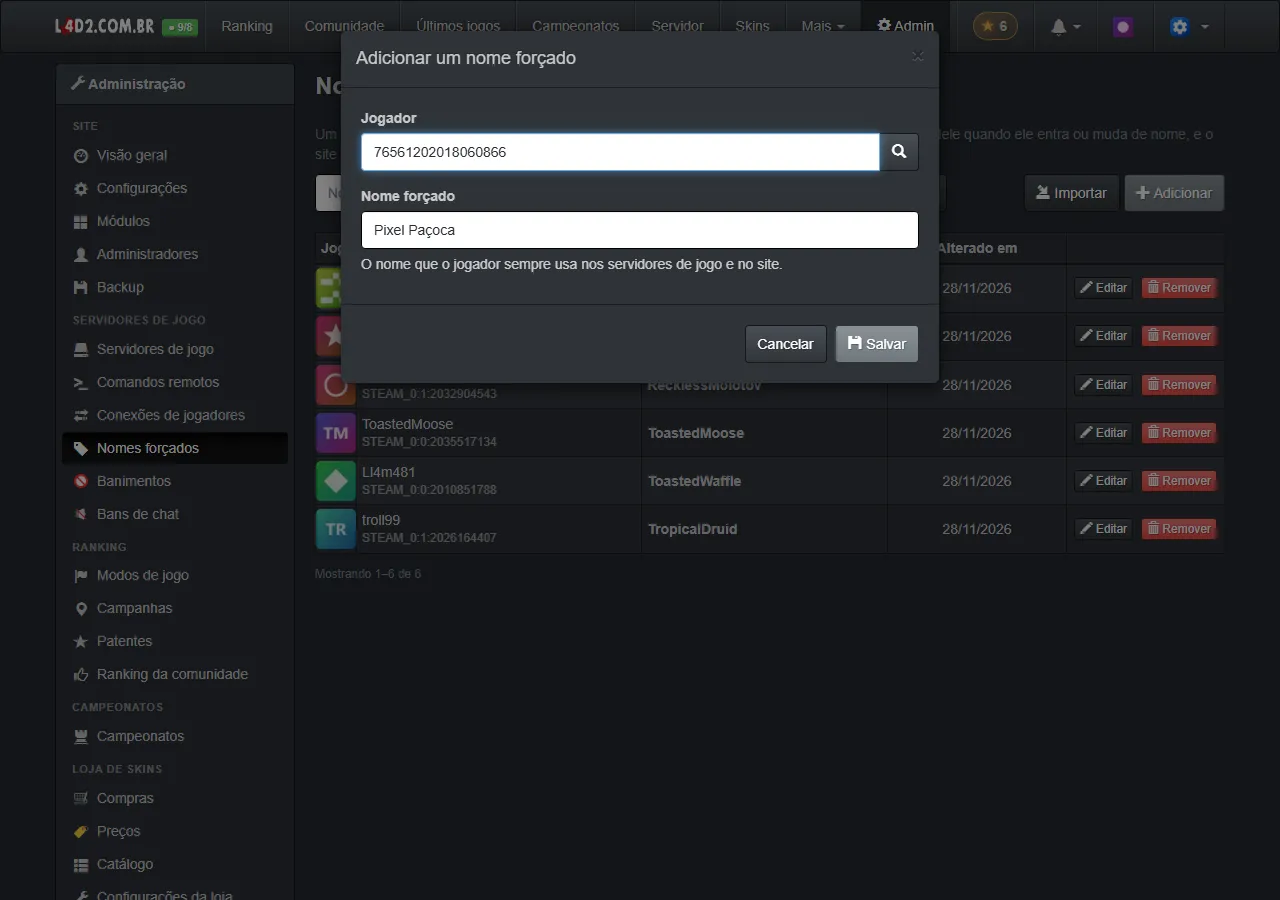 L4D2.COM.BR 9/8 Ranking Comunidade Últimos jogos Campeonatos Servidor Skins Mais Admin 6
Adicionar um nome forçado ×
Jogador
76561202018060866
Nome forçado
Pixel Paçoca
O nome que o jogador sempre usa nos servidores de jogo e no site.
Cancelar Salvar
Administração
SITE
Visão geral
Configurações
Módulos
Administradores
Backup
SERVIDORES DE JOGO
Servidores de jogo
Comandos remotos
Conexões de jogadores
Nomes forçados
Banimentos
Bans de chat
RANKING
Modos de jogo
Campanhas
Patentes
Ranking da comunidade
CAMPEONATOS
Campeonatos
LOJA DE SKINS
Compras
Preços
Catálogo
Configurações da loja
Um
quando ele entra ou muda de nome, e o
site
Importar Adicionar
Alterado em
28/11/2026 Editar Remover
28/11/2026 Editar Remover
RecklessMolotov 28/11/2026 Editar Remover
STEAM_0:1:2032904543
TM ToastedMoose
STEAM_0:0:2035517134
ToastedMoose 28/11/2026 Editar Remover
Ll4m481
STEAM_0:0:2010851788
ToastedWaffle 28/11/2026 Editar Remover
TR troll99
STEAM_0:1:2026164407
TropicalDruid 28/11/2026 Editar Remover
Mostrando 1–6 de 6